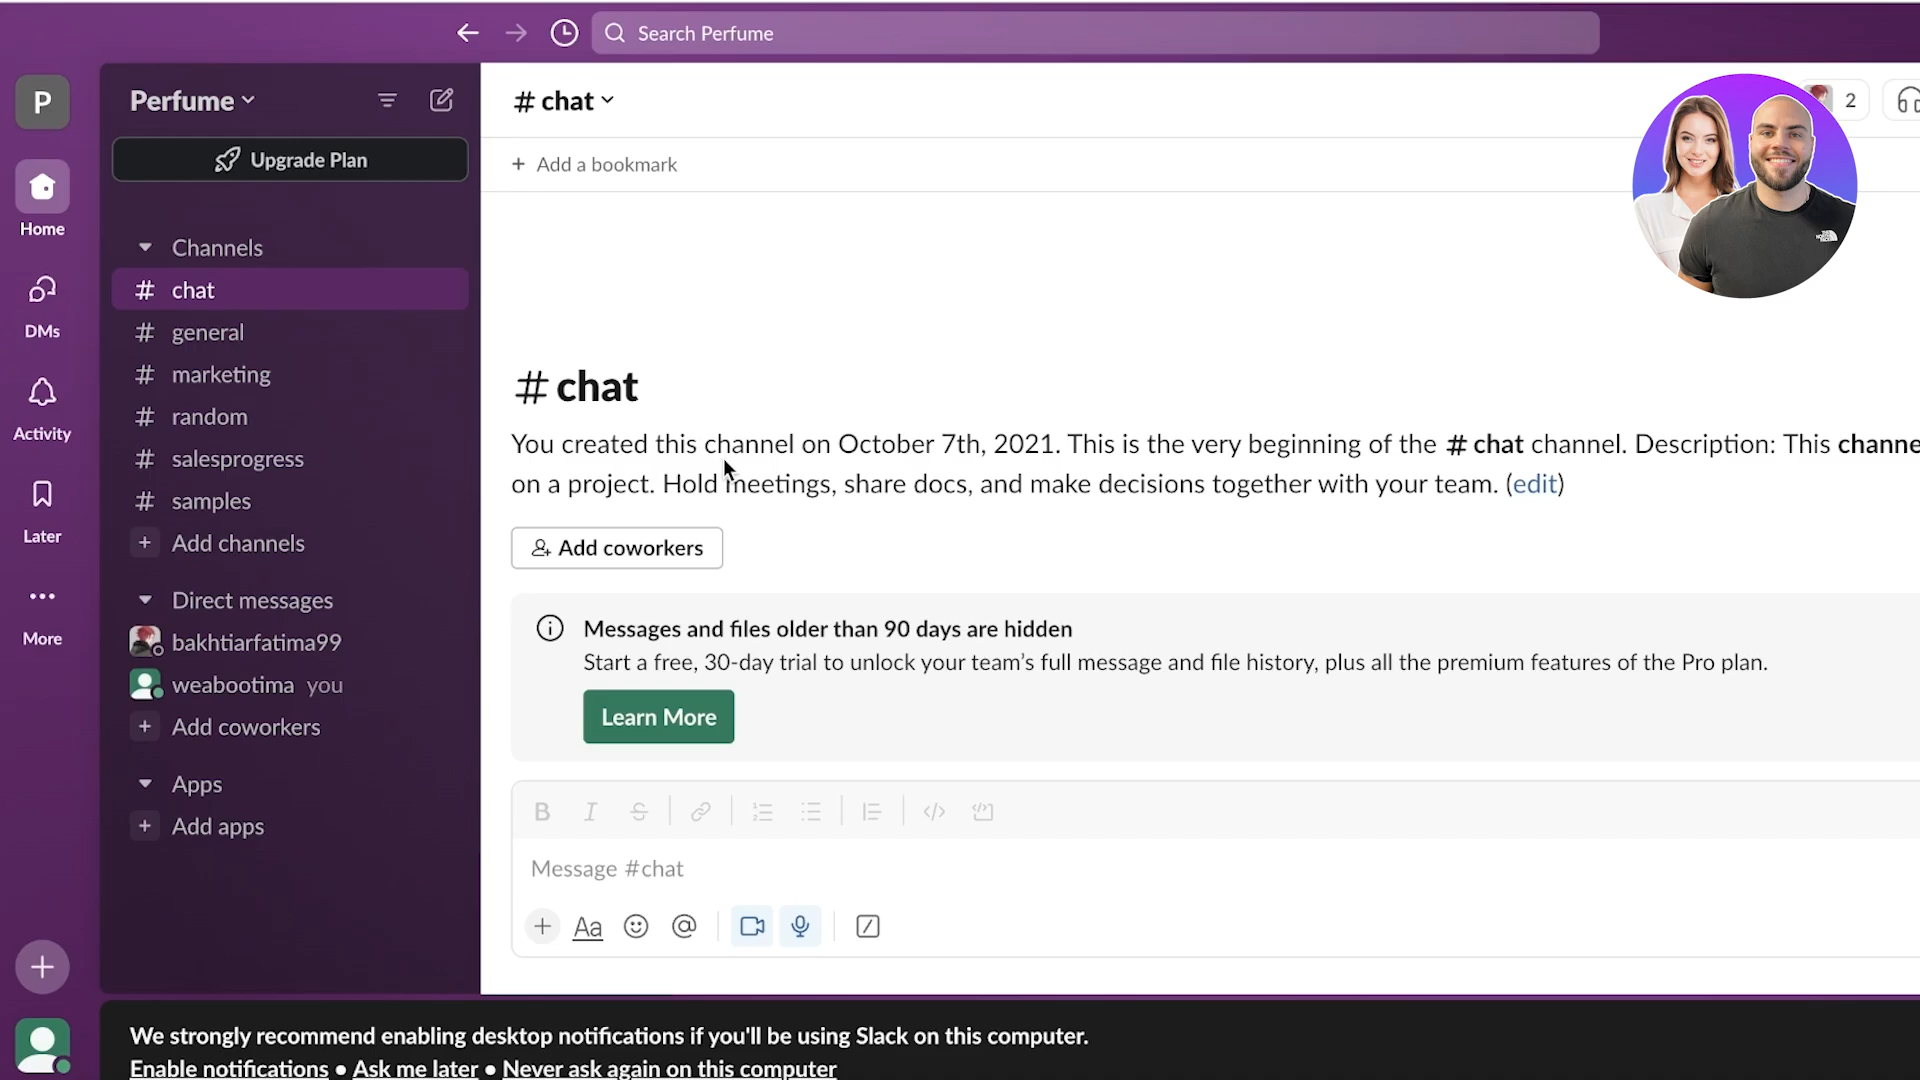 Search Perfume
P
Perfume
Upgrade Plan
Home
DMs
Activity
Later
More
Channels
# chat
# general
# marketing
# random
# salesprogress
# samples
+ Add channels
Direct messages
bakhtiarfatima99
weabootima you
+ Add coworkers
Apps
+ Add apps
# chat
2
+ Add a bookmark
# chat
You created this channel on October 7th, 2021. This is the very beginning of the # chat channel. Description: This channe
on a project. Hold meetings, share docs, and make decisions together with your team. (edit)
Add coworkers
Messages and files older than 90 days are hidden
Start a free, 30-day trial to unlock your team’s full message and file history, plus all the premium features of the Pro plan.
Learn More
B I S
Message #chat
+ Aa @
We strongly recommend enabling desktop notifications if you'll be using Slack on this computer.
Enable notifications • Ask me later • Never ask again on this computer